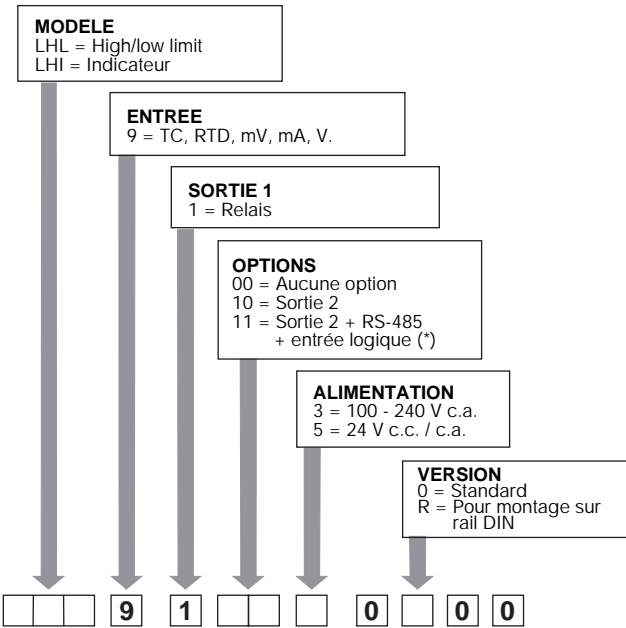 MODELE
LHL = High/low limit
LHI = Indicateur
ENTREE
9 = TC, RTD, mV, mA, V.
SORTIE 1
1 = Relais
OPTIONS
00 = Aucune option
10 = Sortie 2
11 = Sortie 2 + RS-485
+ entrée logique (*)
ALIMENTATION
3 = 100 - 240 V c.a.
5 = 24 V c.c. / c.a.
VERSION
0 = Standard
R = Pour montage sur
rail DIN
9 1 0 0 0